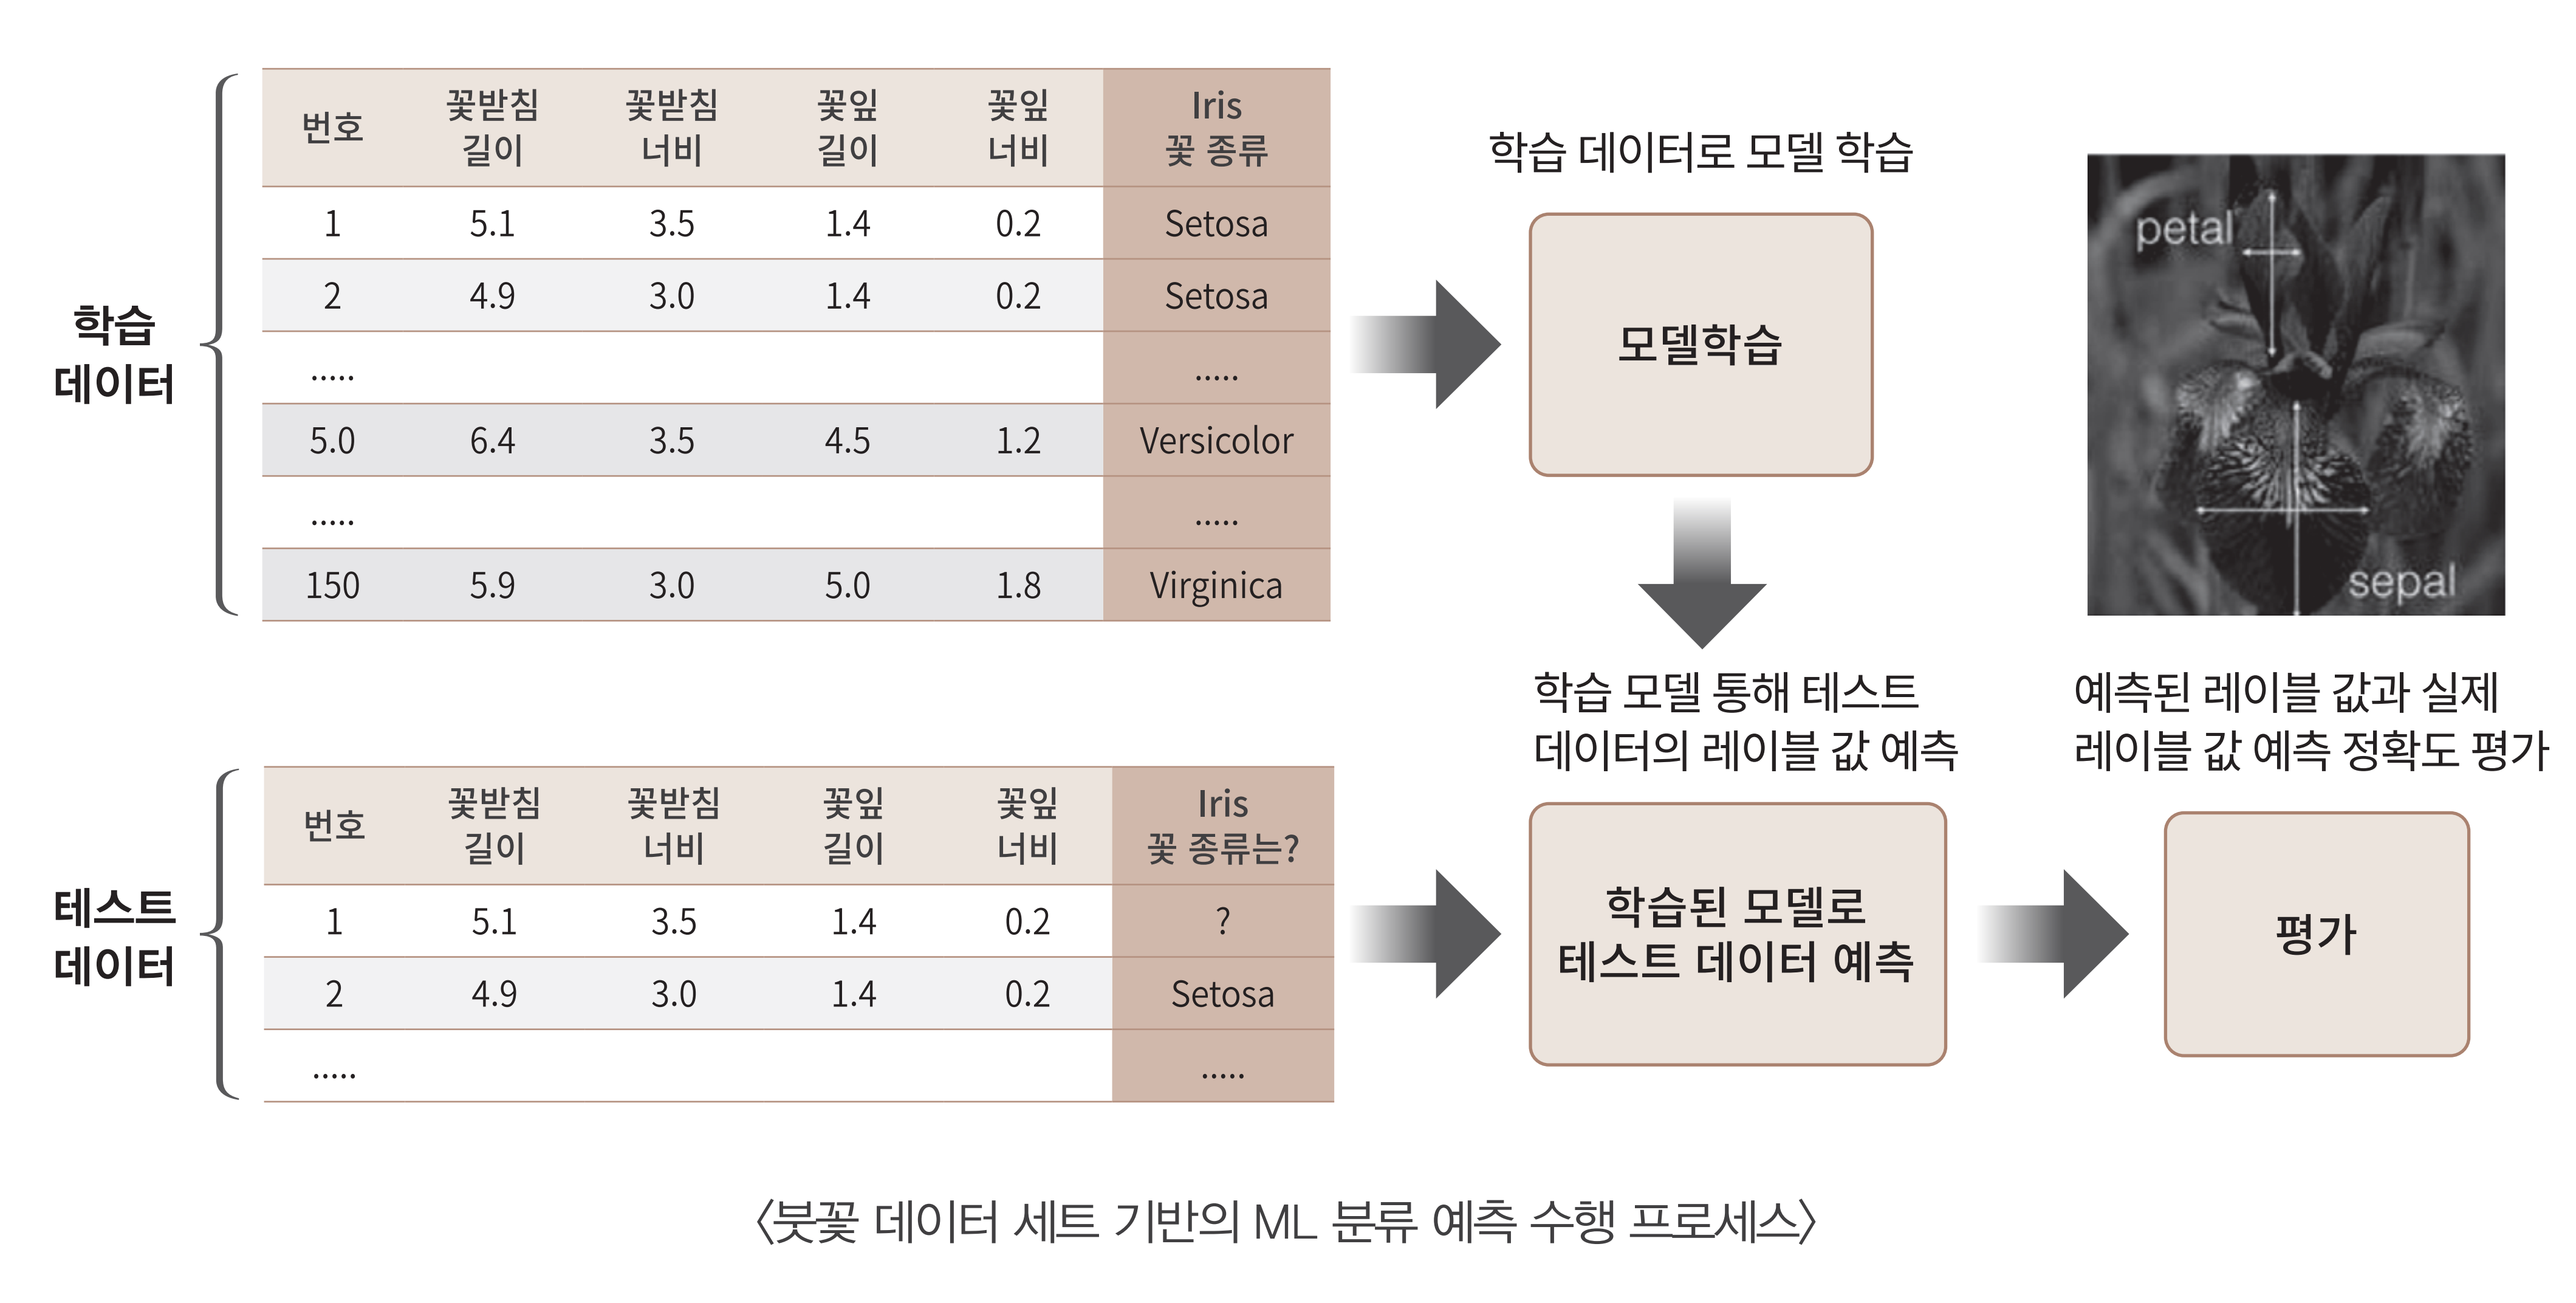 학습
데이터
번호 꽃받침 길이 꽃받침 너비 꽃잎 길이 꽃잎 너비 Iris 꽃 종류
1 5.1 3.5 1.4 0.2 Setosa
2 4.9 3.0 1.4 0.2 Setosa
..... .....
5.0 6.4 3.5 4.5 1.2 Versicolor
..... .....
150 5.9 3.0 5.0 1.8 Virginica
학습 데이터로 모델 학습
모델학습
petal
sepal
테스트
데이터
번호 꽃받침 길이 꽃받침 너비 꽃잎 길이 꽃잎 너비 Iris 꽃 종류는?
1 5.1 3.5 1.4 0.2 ?
2 4.9 3.0 1.4 0.2 Setosa
..... .....
학습 모델 통해 테스트
데이터의 레이블 값 예측
학습된 모델로
테스트 데이터 예측
예측된 레이블 값과 실제
레이블 값 예측 정확도 평가
평가
〈붓꽃 데이터 세트 기반의 ML 분류 예측 수행 프로세스〉